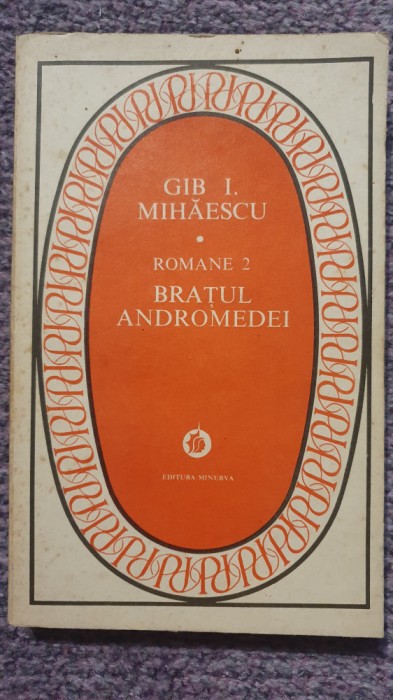 GIB I.
MIHĂESCU
ROMANE 2
BRAȚUL
ANDROMEDEI
EDITURA MINERVA